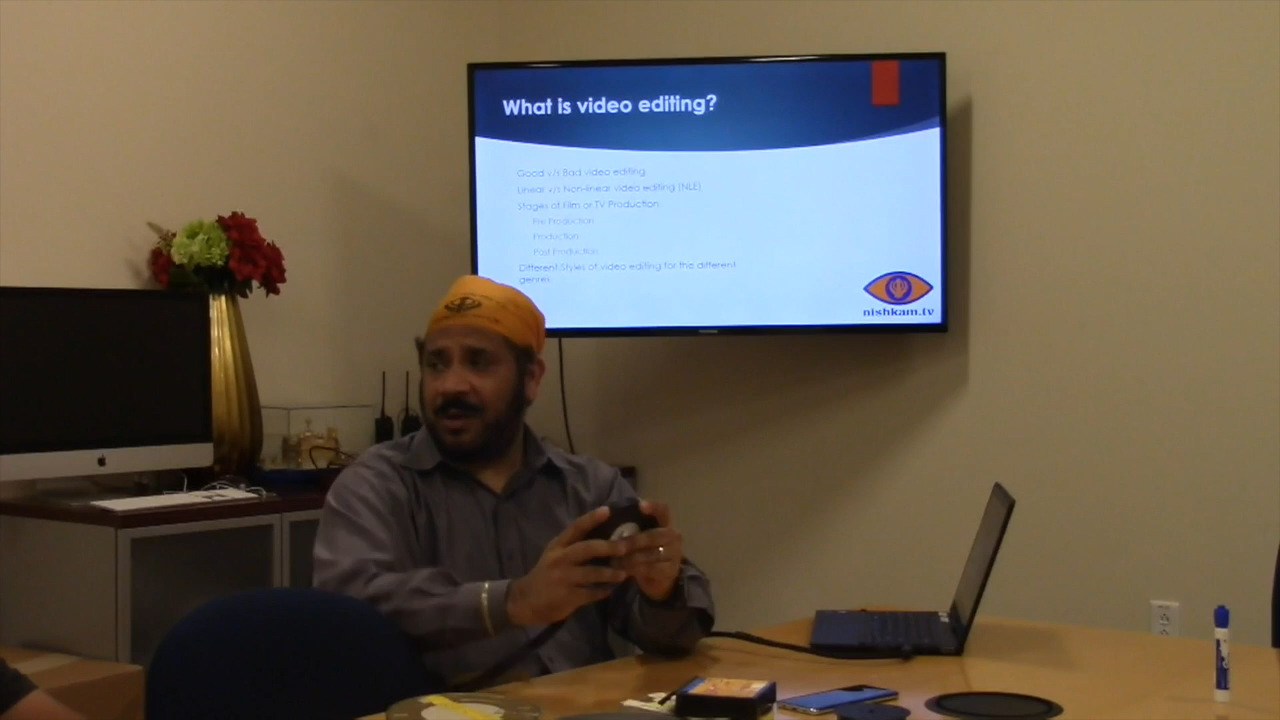 What is video editing?
Good v/s Bad video editing
Linear v/s Non-linear video editing (NLE)
Stages of Film or TV Production
Pre Production
Production
Post Production
Different Styles of video editing for the different
genres
nishkam.tv